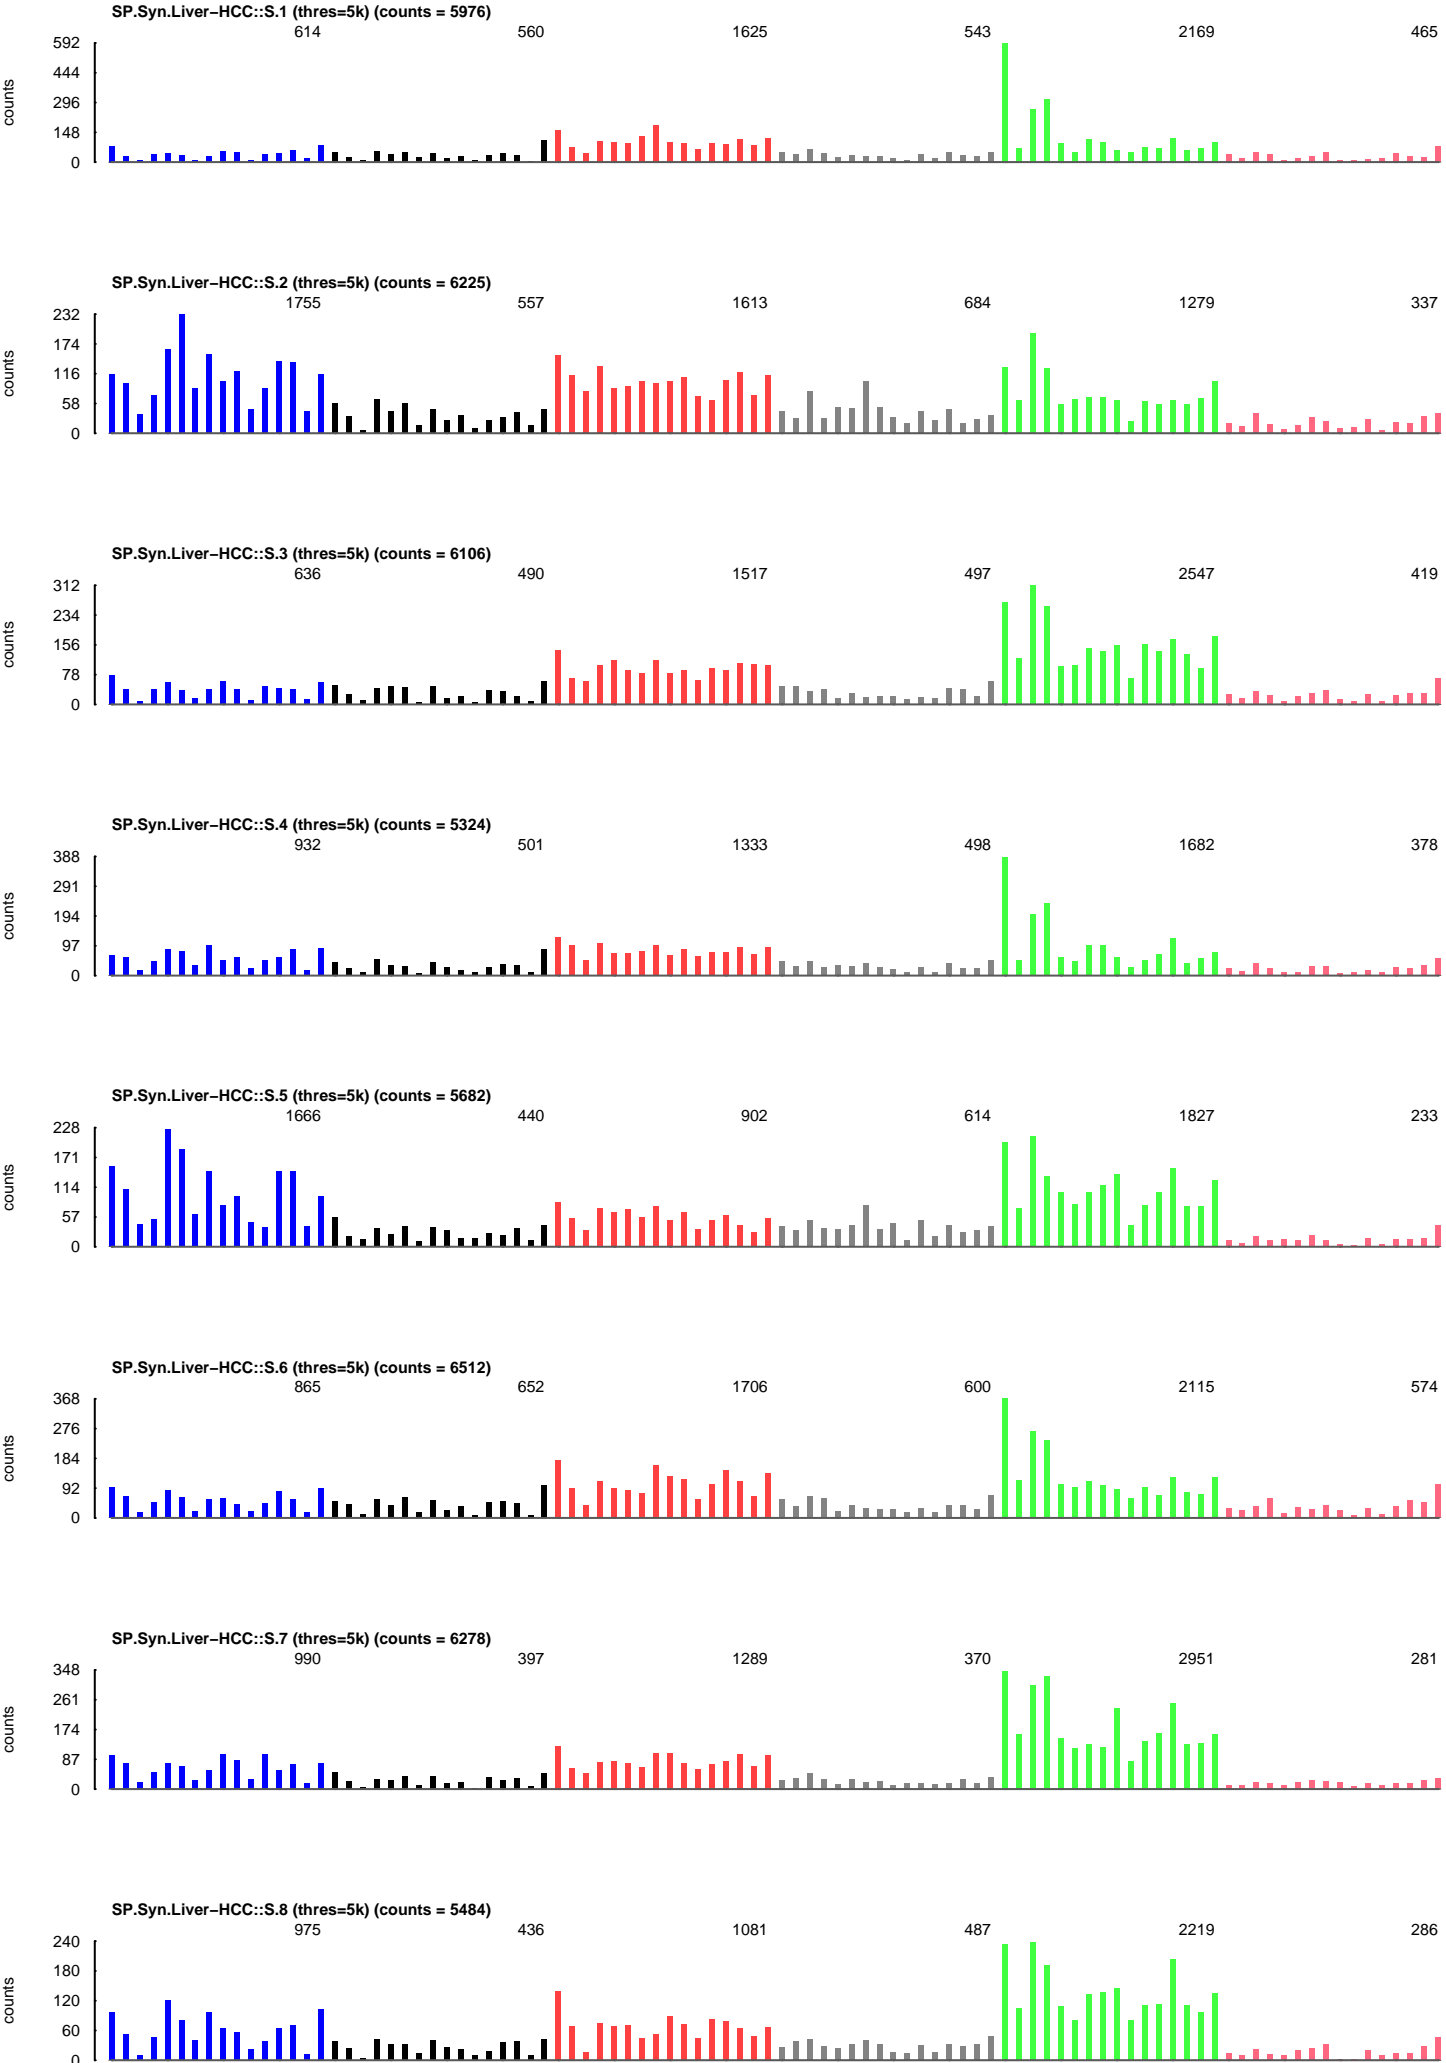 SP.Syn.Liver−HCC::S.1 (thres=5k) (counts = 5976)
614 560 1625 543 2169 465
592
444
296
148
0
counts
SP.Syn.Liver−HCC::S.2 (thres=5k) (counts = 6225)
1755 557 1613 684 1279 337
232
174
116
58
0
counts
SP.Syn.Liver−HCC::S.3 (thres=5k) (counts = 6106)
636 490 1517 497 2547 419
312
234
156
78
0
counts
SP.Syn.Liver−HCC::S.4 (thres=5k) (counts = 5324)
932 501 1333 498 1682 378
388
291
194
97
0
counts
SP.Syn.Liver−HCC::S.5 (thres=5k) (counts = 5682)
1666 440 902 614 1827 233
228
171
114
57
0
counts
SP.Syn.Liver−HCC::S.6 (thres=5k) (counts = 6512)
865 652 1706 600 2115 574
368
276
184
92
0
counts
SP.Syn.Liver−HCC::S.7 (thres=5k) (counts = 6278)
990 397 1289 370 2951 281
348
261
174
87
0
counts
SP.Syn.Liver−HCC::S.8 (thres=5k) (counts = 5484)
975 436 1081 487 2219 286
240
180
120
60
0
counts